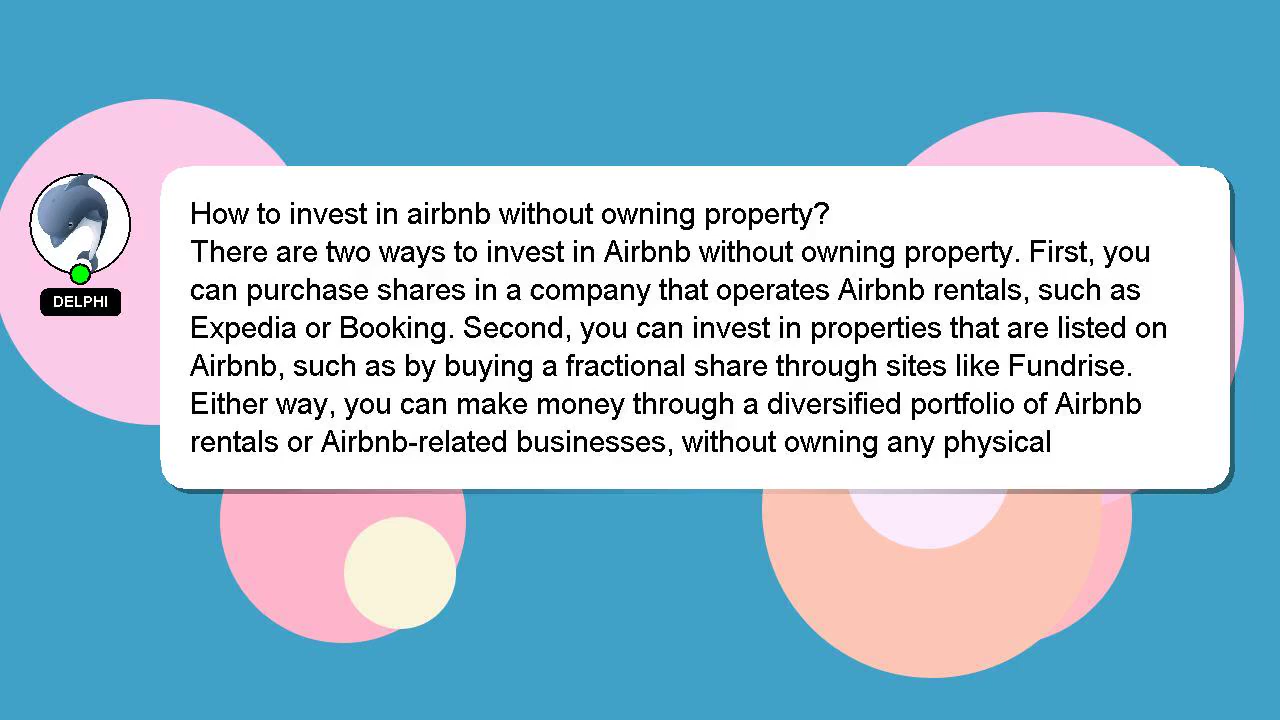 How to invest in airbnb without owning property?
There are two ways to invest in Airbnb without owning property. First, you
can purchase shares in a company that operates Airbnb rentals, such as
Expedia or Booking. Second, you can invest in properties that are listed on
Airbnb, such as by buying a fractional share through sites like Fundrise.
Either way, you can make money through a diversified portfolio of Airbnb
rentals or Airbnb-related businesses, without owning any physical
DELPHI